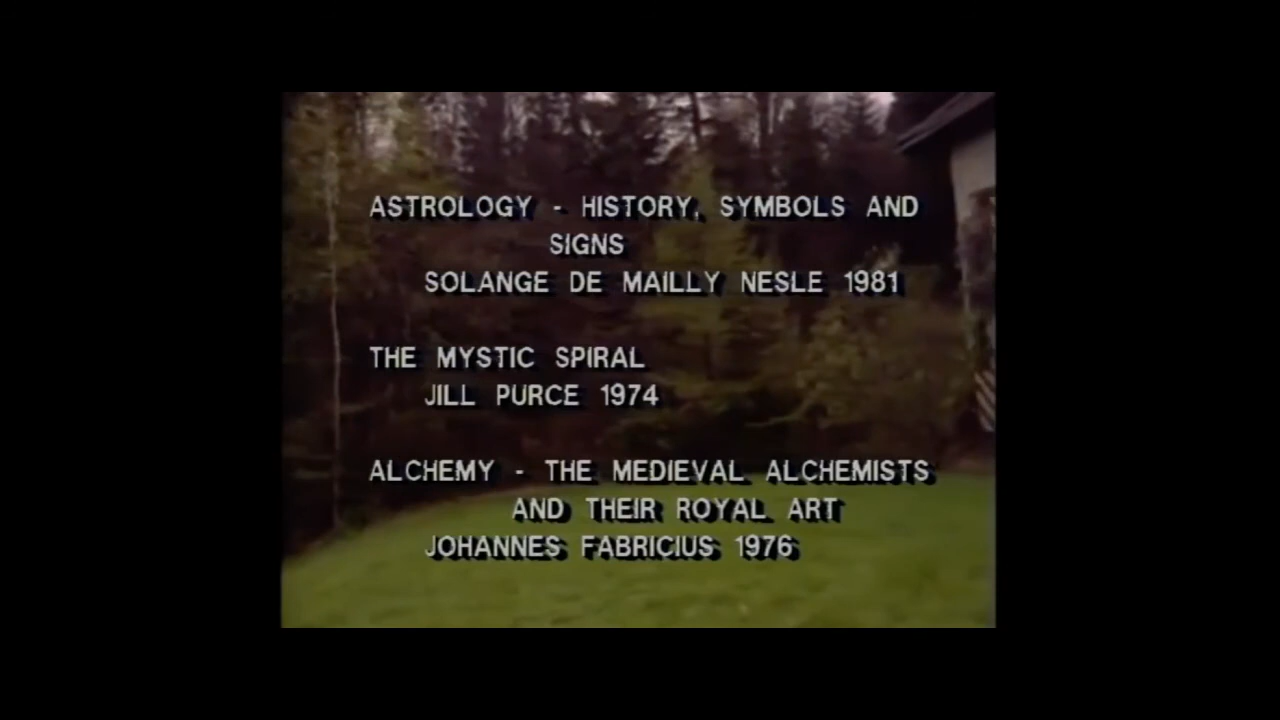 ASTROLOGY - HISTORY, SYMBOLS AND
SIGNS
SOLANGE DE MAILLY NESLE 1981
THE MYSTIC SPIRAL
JILL PURCE 1974
ALCHEMY - THE MEDIEVAL ALCHEMISTS
AND THEIR ROYAL ART
JOHANNES FABRICIUS 1976